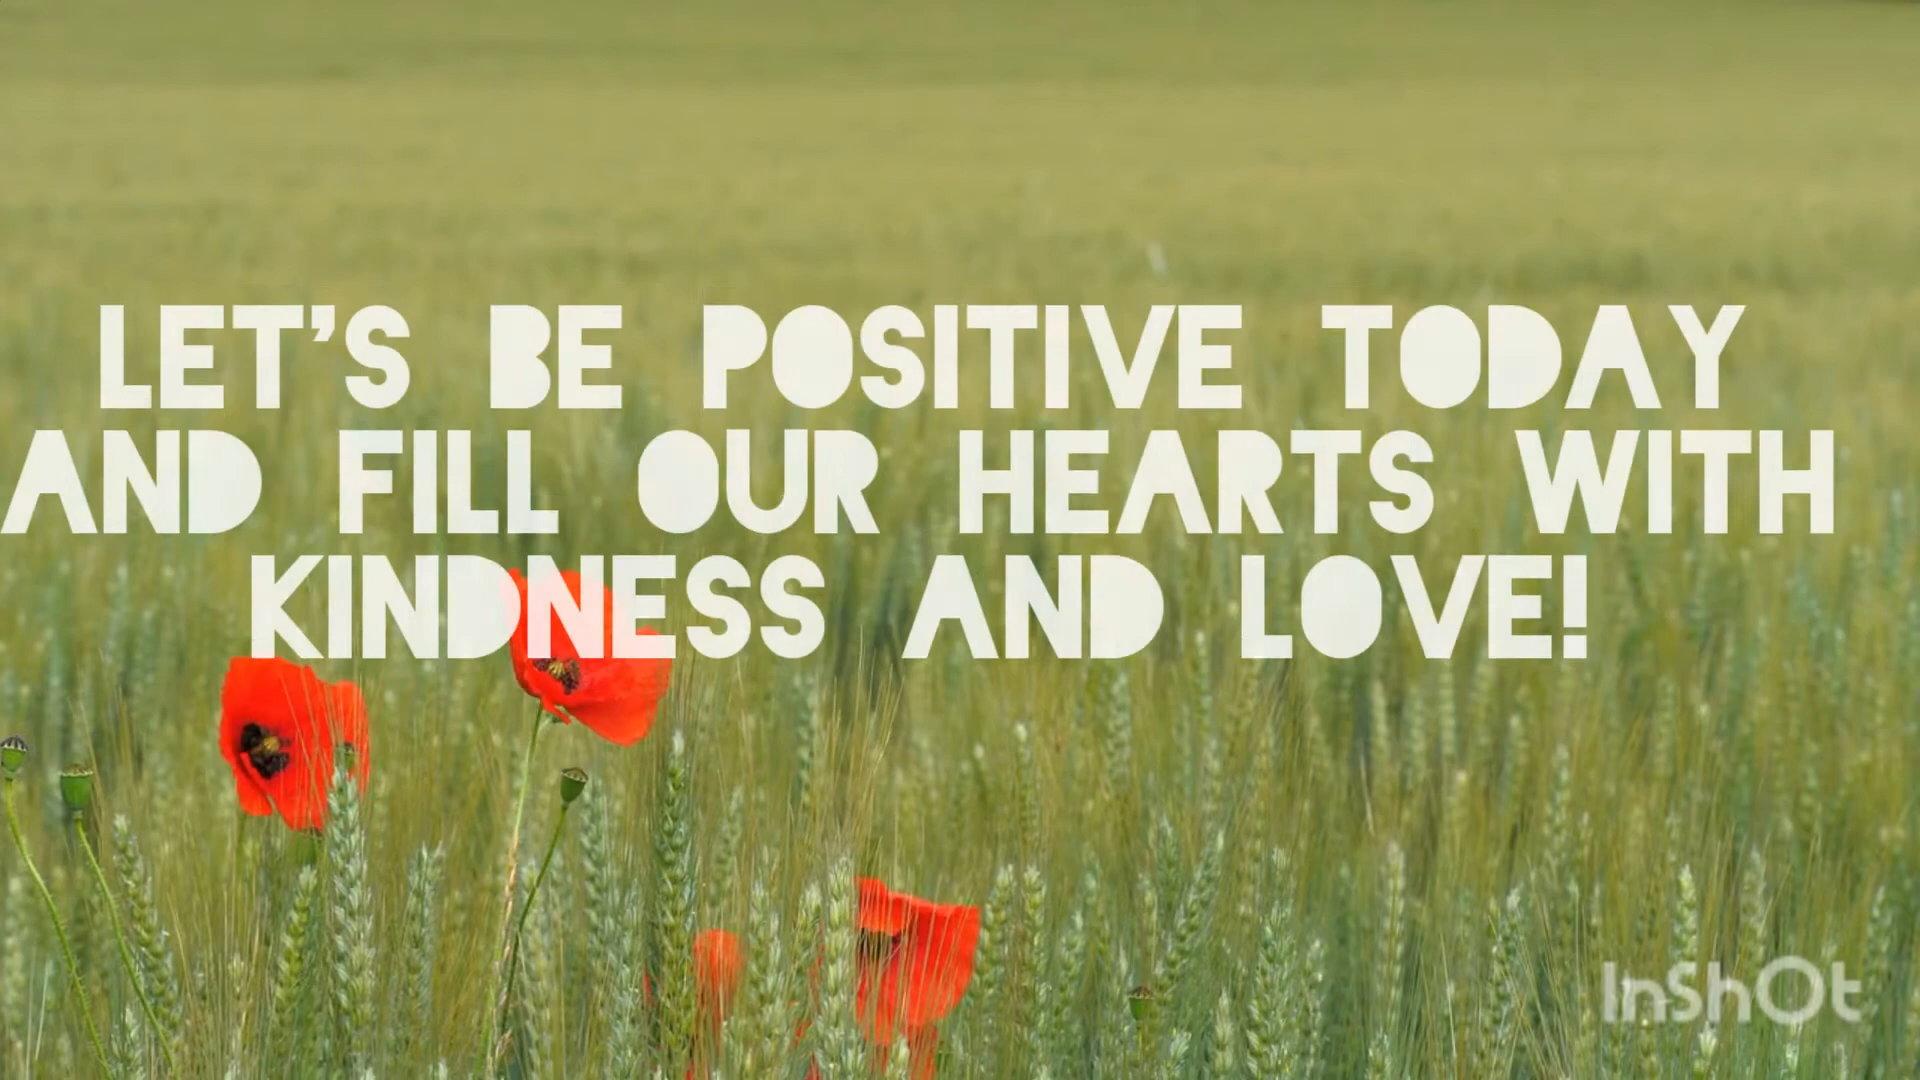 LET'S BE POSITIVE TODAY
AND FILL OUR HEARTS WITH
KINDNESS AND LOVE!
InShOt